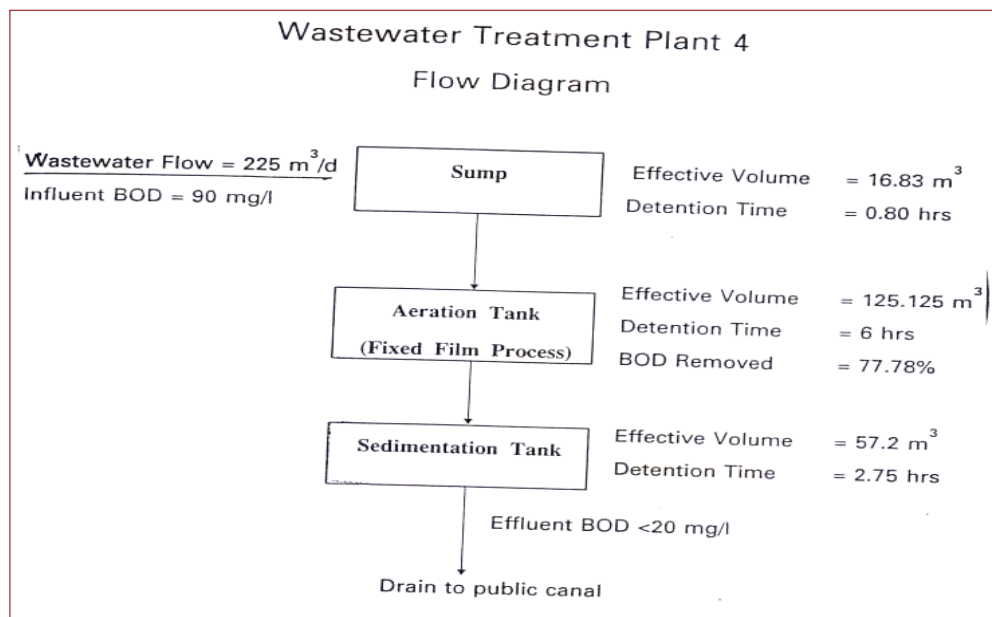 Wastewater Treatment Plant 4
Flow Diagram
Wastewater Flow = 225 m³/d
Influent BOD = 90 mg/l
Sump
Effective Volume = 16.83 m³
Detention Time = 0.80 hrs
Aeration Tank
(Fixed Film Process)
Effective Volume = 125.125 m³
Detention Time = 6 hrs
BOD Removed = 77.78%
Sedimentation Tank
Effective Volume = 57.2 m³
Detention Time = 2.75 hrs
Effluent BOD <20 mg/l
Drain to public canal